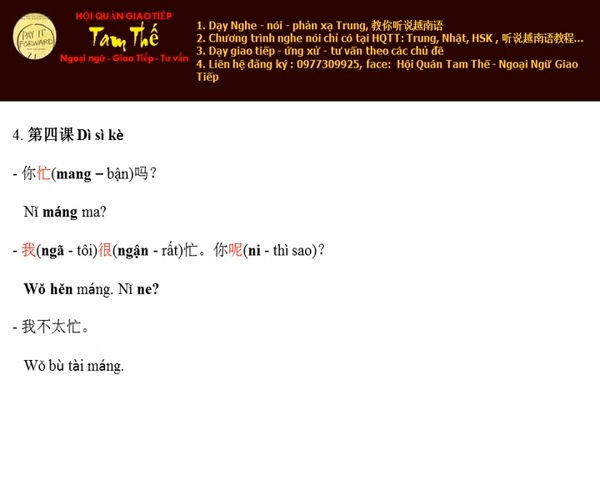 PAY IT
FORWARD
HỘI QUÁN GIAO TIẾP
Tam Thế
Ngoại ngữ - Giao Tiếp - Tư vấn
1. Dạy Nghe - nói - phản xạ Trung, 教你听说越南语
2. Chương trình nghe nói chỉ có tại HQTT: Trung, Nhật, HSK , 听说越南语教程...
3. Dạy giao tiếp - ứng xử - tư vấn theo các chủ đề
4. Liên hệ đăng ký : 0977309925, face: Hội Quán Tam Thế - Ngoại Ngữ Giao
Tiếp
4. 第四课 Dì sì kè
- 你忙(mang – bận)吗？
Nǐ máng ma?
- 我(ngã - tôi)很(ngận - rất)忙。你呢(ni - thì sao)？
Wǒ hěn máng. Nǐ ne?
- 我不太忙。
Wǒ bù tài máng.